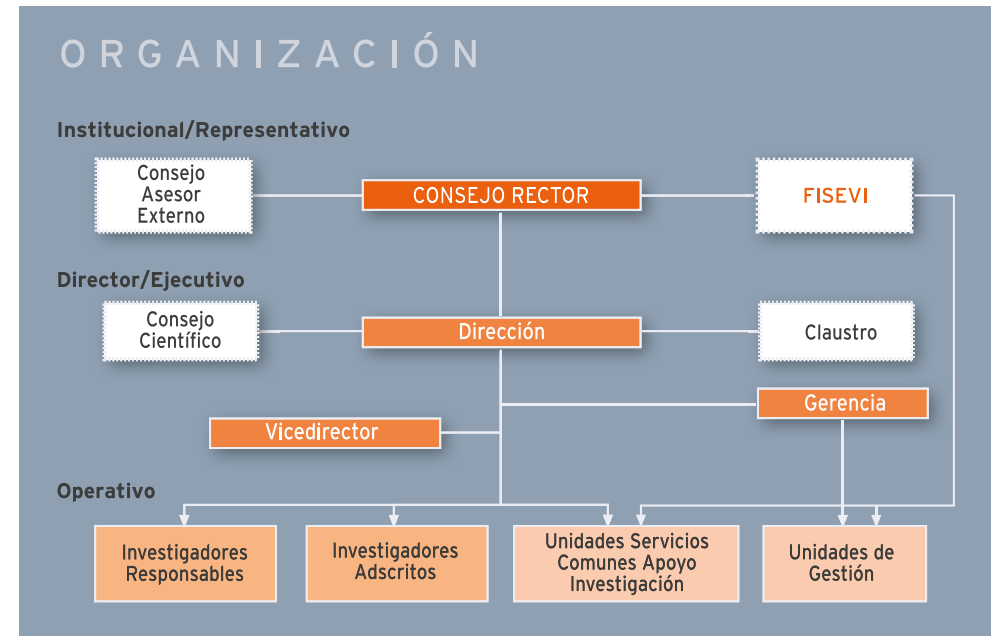 ORGANIZACIÓN
Institucional/Representativo
Consejo
Asesor
Externo
CONSEJO RECTOR
FISEVI
Director/Ejecutivo
Consejo
Científico
Dirección
Claustro
Gerencia
Vicedirector
Operativo
Investigadores
Responsables
Investigadores
Adscritos
Unidades Servicios
Comunes Apoyo
Investigación
Unidades de
Gestión